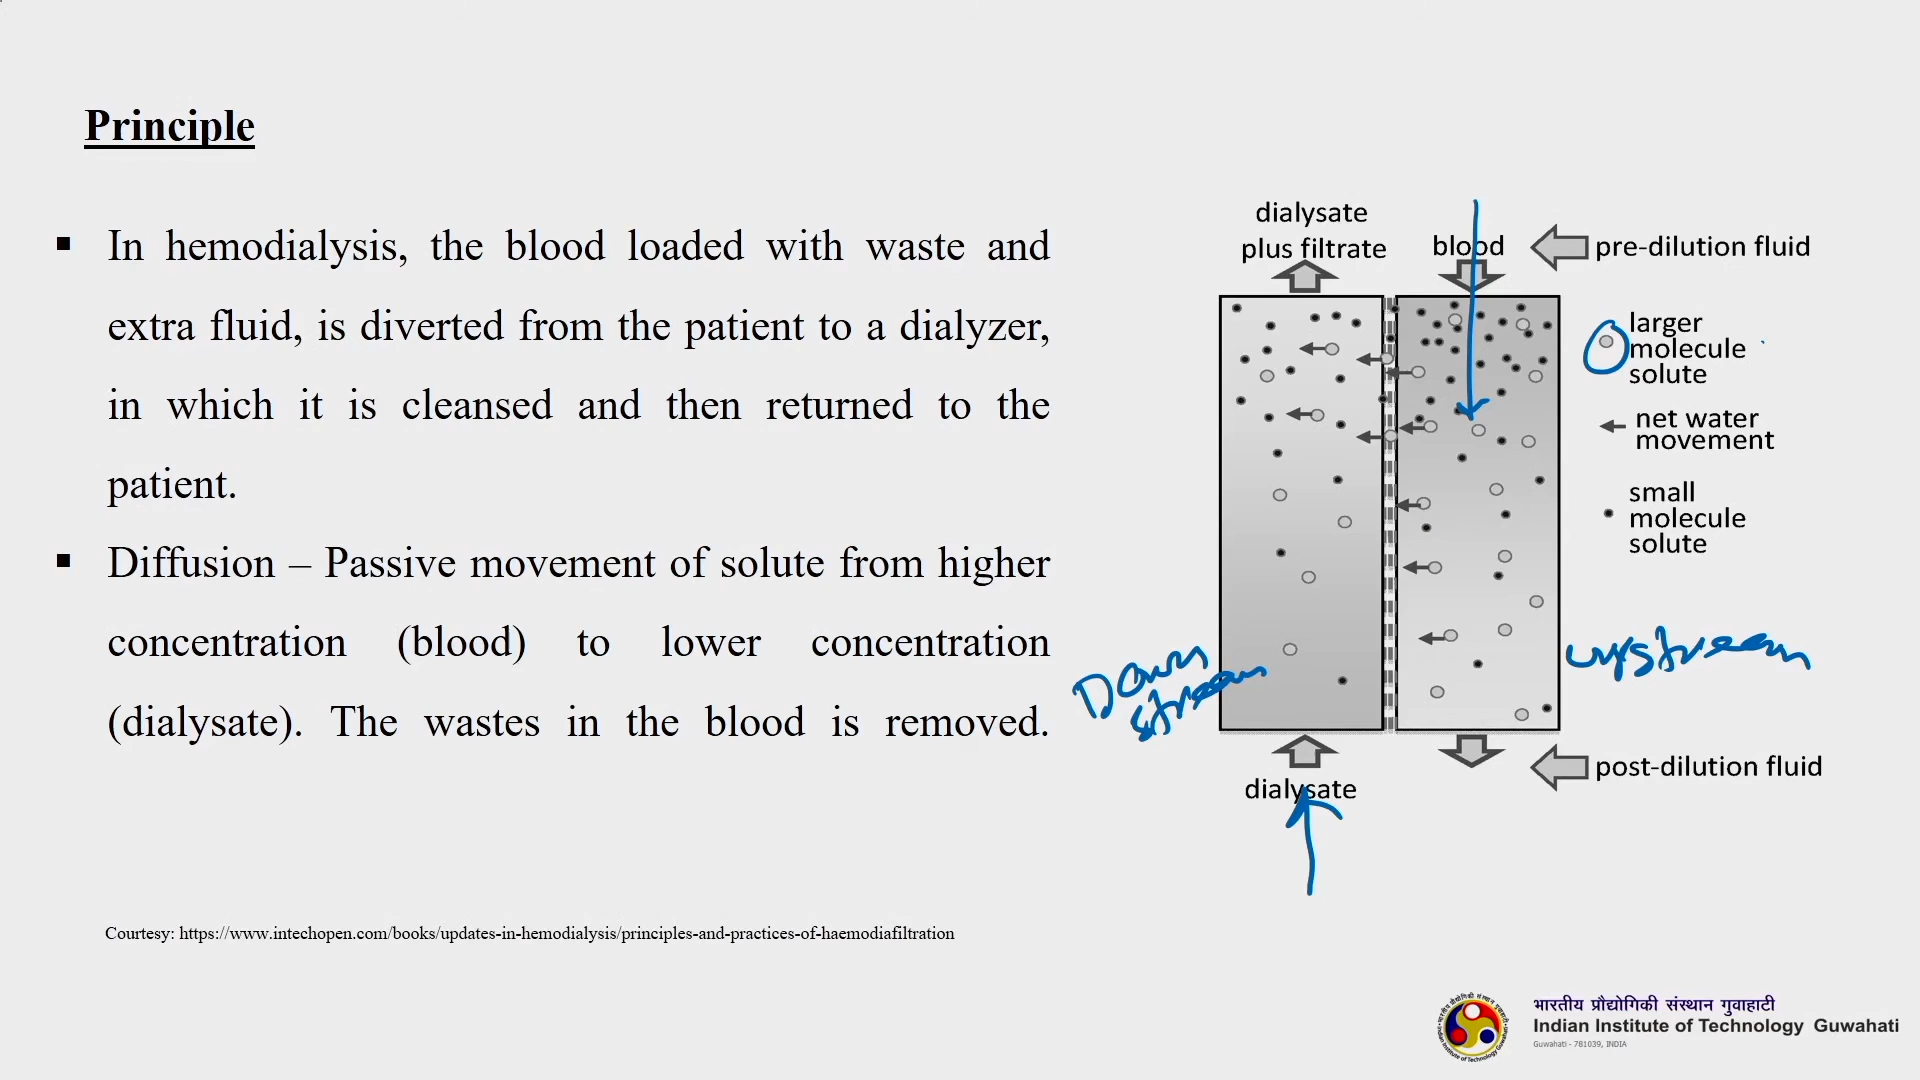 Principle
▪ In hemodialysis, the blood loaded with waste and
extra fluid, is diverted from the patient to a dialyzer,
in which it is cleansed and then returned to the
patient.
▪ Diffusion – Passive movement of solute from higher
concentration (blood) to lower concentration
(dialysate). The wastes in the blood is removed.
Courtesy: https://www.intechopen.com/books/updates-in-hemodialysis/principles-and-practices-of-haemodiafiltration
dialysate
plus filtrate
blood
pre-dilution fluid
larger
molecule
solute
net water
movement
small
molecule
solute
Down
stream
upstream
dialysate
post-dilution fluid
भारतीय प्रौद्योगिकी संस्थान गुवाहाटी
Indian Institute of Technology Guwahati
Guwahati - 781039, INDIA